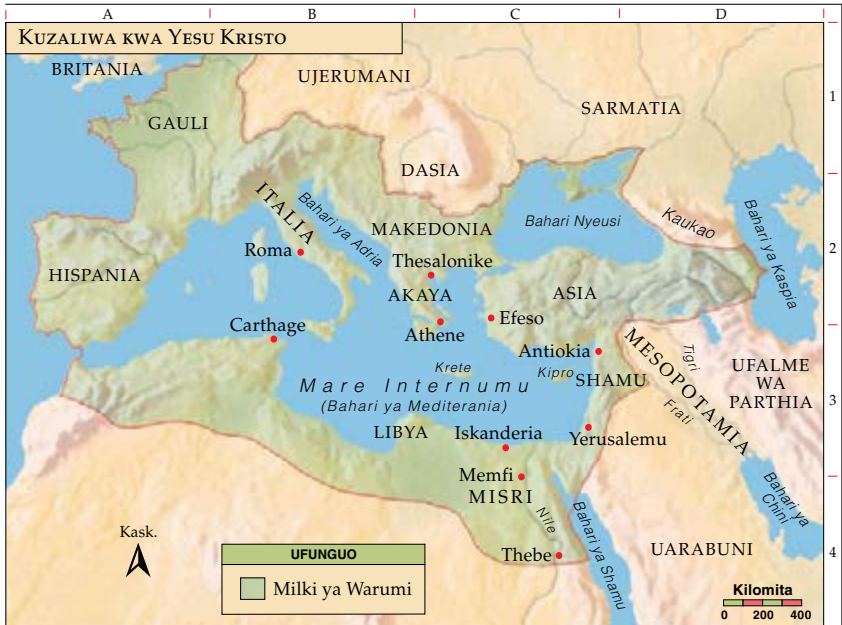 A
B
C
D
Kuzaliwa kwa Yesu Kristo
BRITANIA
UJERUMANI
1
SARMATIA
GAULI
DASIA
ITALIA
Bahari ya Adria
MAKEDONIA
Bahari Nyeusi
Kaukao
Bahari ya Kaspia
2
Roma
Thesalonike
HISPANIA
AKAYA
ASIA
Efeso
Carthage
Athene
Antiokia
MESOPOTAMIA
Tigri
UFALME
WA
PARTHIA
Krete
Kipro
SHAMU
Mare Internumu
(Bahari ya Mediterania)
3
Frati
LIBYA
Iskanderia
Yerusalemu
Memfi
MISRI
Bahari ya
Chini
Nile
Bahari ya Shamu
Kask.
Thebe
UARABUNI
4
UFUNGUO
Milki ya Warumi
Kilomita
0 200 400